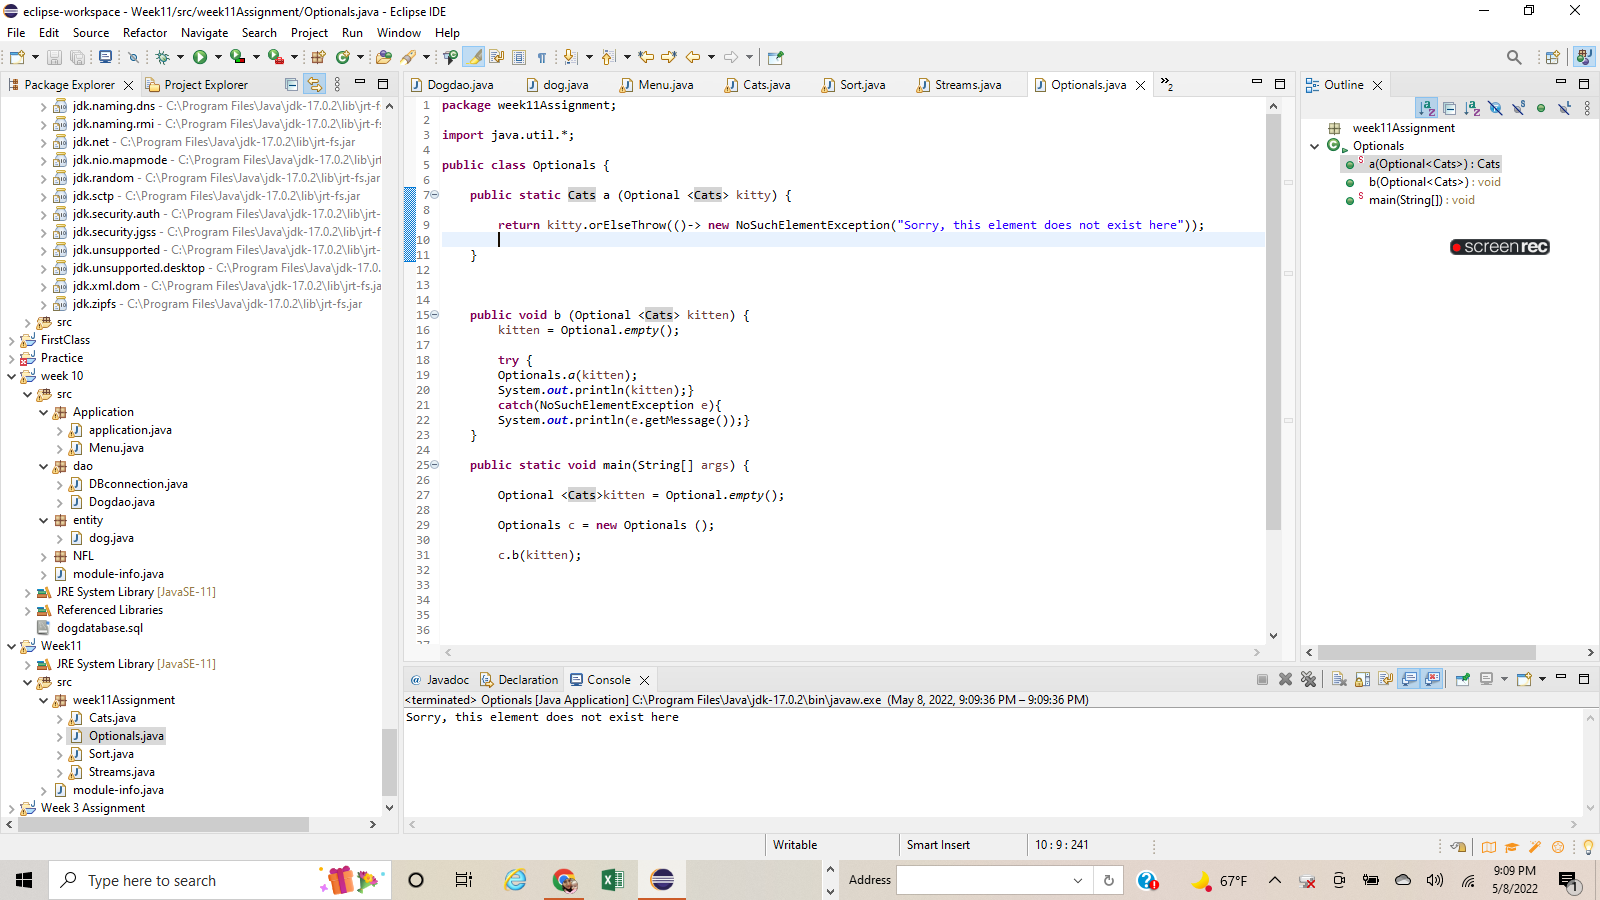 eclipse-workspace - Week11/src/week11Assignment/Optionals.java - Eclipse IDE
File Edit Source Refactor Navigate Search Project Run Window Help
Package Explorer Project Explorer
jdk.naming.dns - C:\Program Files\Java\jdk-17.0.2\lib\jrt-f
jdk.naming.rmi - C:\Program Files\Java\jdk-17.0.2\lib\jrt-fs
jdk.net - C:\Program Files\Java\jdk-17.0.2\lib\jrt-fs.jar
jdk.nio.mapmode - C:\Program Files\Java\jdk-17.0.2\lib\jrt
jdk.random - C:\Program Files\Java\jdk-17.0.2\lib\jrt-fs.jar
jdk.sctp - C:\Program Files\Java\jdk-17.0.2\lib\jrt-fs.jar
jdk.security.auth - C:\Program Files\Java\jdk-17.0.2\lib\jrt-
jdk.security.jgss - C:\Program Files\Java\jdk-17.0.2\lib\jrt-
jdk.unsupported - C:\Program Files\Java\jdk-17.0.2\lib\jrt-
jdk.unsupported.desktop - C:\Program Files\Java\jdk-17.0.
jdk.xml.dom - C:\Program Files\Java\jdk-17.0.2\lib\jrt-fs.ja
jdk.zipfs - C:\Program Files\Java\jdk-17.0.2\lib\jrt-fs.jar
src
FirstClass
Practice
week 10
src
Application
application.java
Menu.java
dao
DBconnection.java
Dogdao.java
entity
dog.java
NFL
module-info.java
JRE System Library [JavaSE-11]
Referenced Libraries
dogdatabase.sql
Week11
JRE System Library [JavaSE-11]
src
week11Assignment
Cats.java
Optionals.java
Sort.java
Streams.java
module-info.java
Week 3 Assignment
Dogdao.java dog.java Menu.java Cats.java Sort.java Streams.java Optionals.java »2
1 package week11Assignment;
2
3 import java.util.*;
4
5 public class Optionals {
6
7 public static Cats a (Optional <Cats> kitty) {
8
9 return kitty.orElseThrow(()-> new NoSuchElementException("Sorry, this element does not exist here"));
10
11 }
12
13
14
15 public void b (Optional <Cats> kitten) {
16 kitten = Optional.empty();
17
18 try {
19 Optionals.a(kitten);
20 System.out.println(kitten);}
21 catch(NoSuchElementException e){
22 System.out.println(e.getMessage());}
23 }
24
25 public static void main(String[] args) {
26
27 Optional <Cats>kitten = Optional.empty();
28
29 Optionals c = new Optionals ();
30
31 c.b(kitten);
32
33
34
35
36
37
Outline
week11Assignment
Optionals
a(Optional<Cats>) : Cats
b(Optional<Cats>) : void
main(String[]) : void
screenrec
@ Javadoc Declaration Console
<terminated> Optionals [Java Application] C:\Program Files\Java\jdk-17.0.2\bin\javaw.exe (May 8, 2022, 9:09:36 PM – 9:09:36 PM)
Sorry, this element does not exist here
Writable Smart Insert 10 : 9 : 241
Type here to search
Address
67°F
9:09 PM
5/8/2022
1